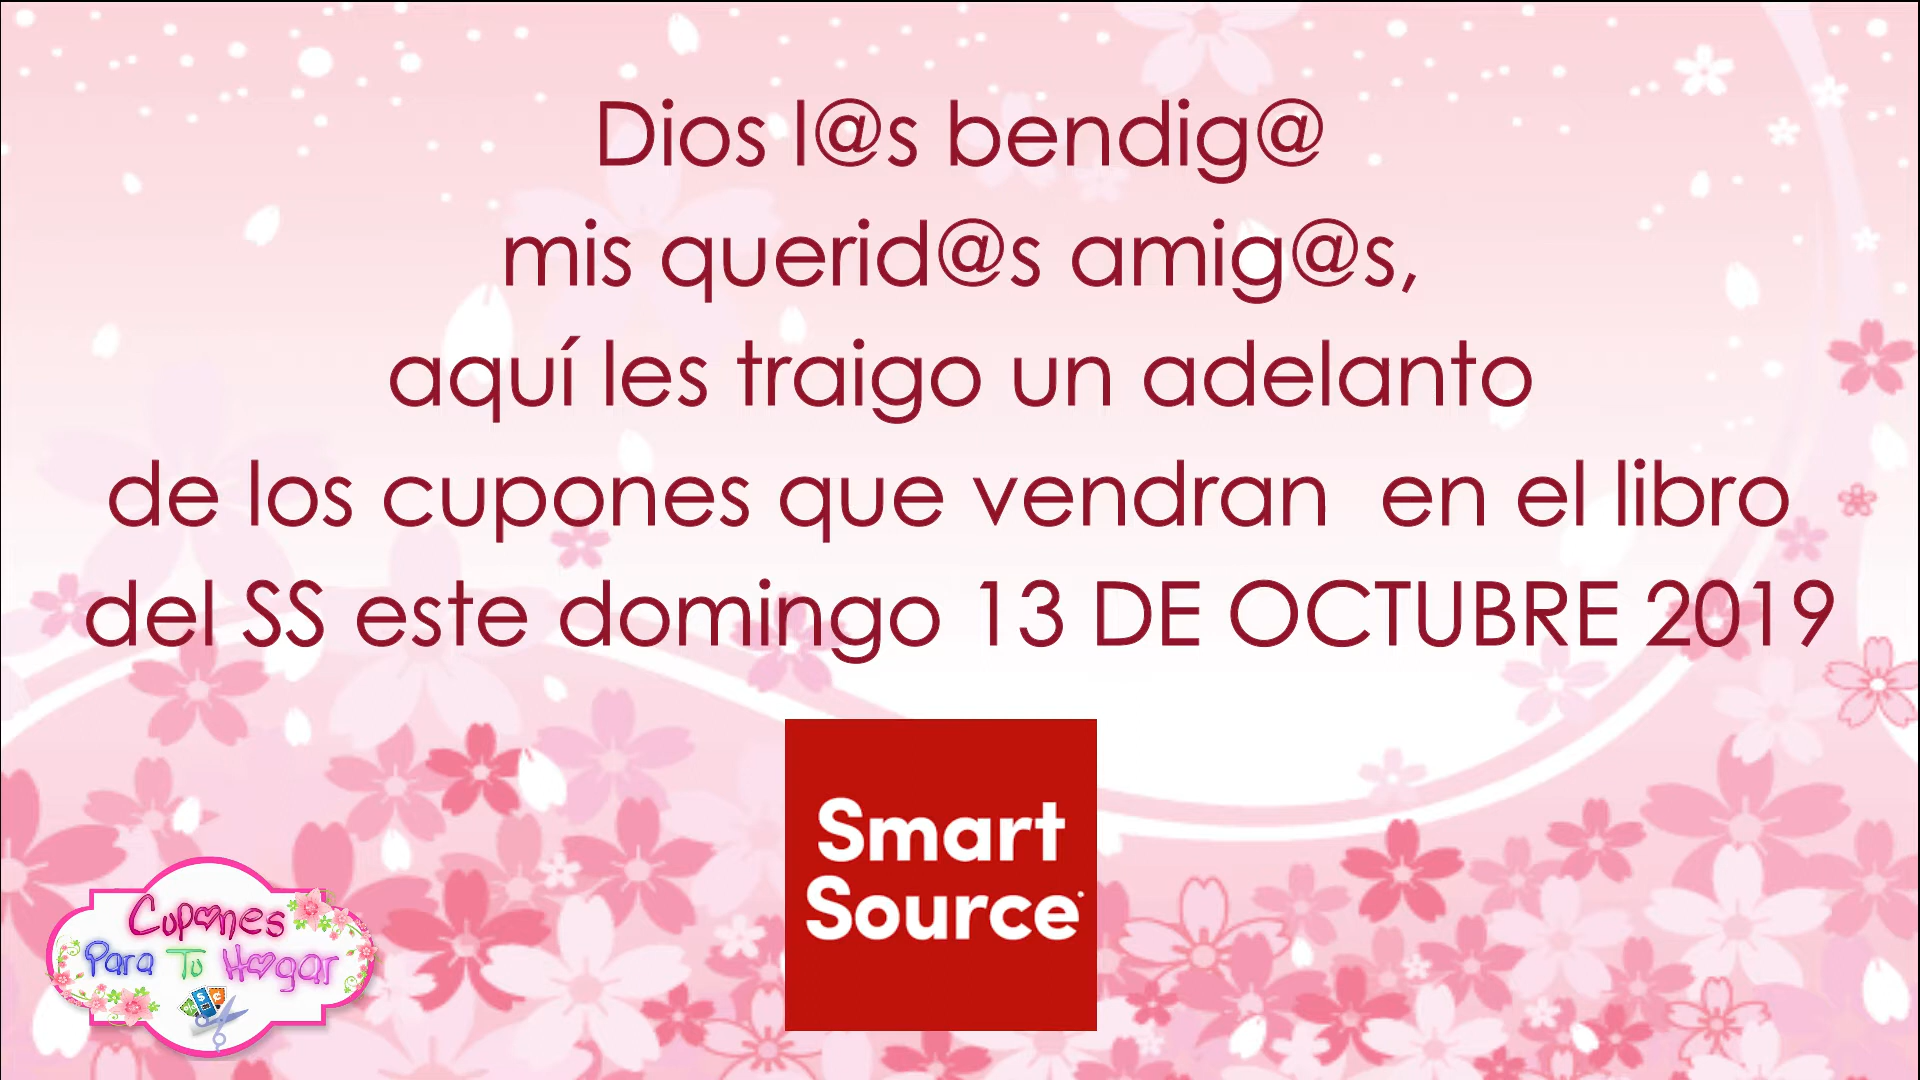 Dios l@s bendig@
mis querid@s amig@s,
aquí les traigo un adelanto
de los cupones que vendran  en el libro
del SS este domingo 13 DE OCTUBRE 2019
Smart
Source
Cupones
Para Tu Hogar